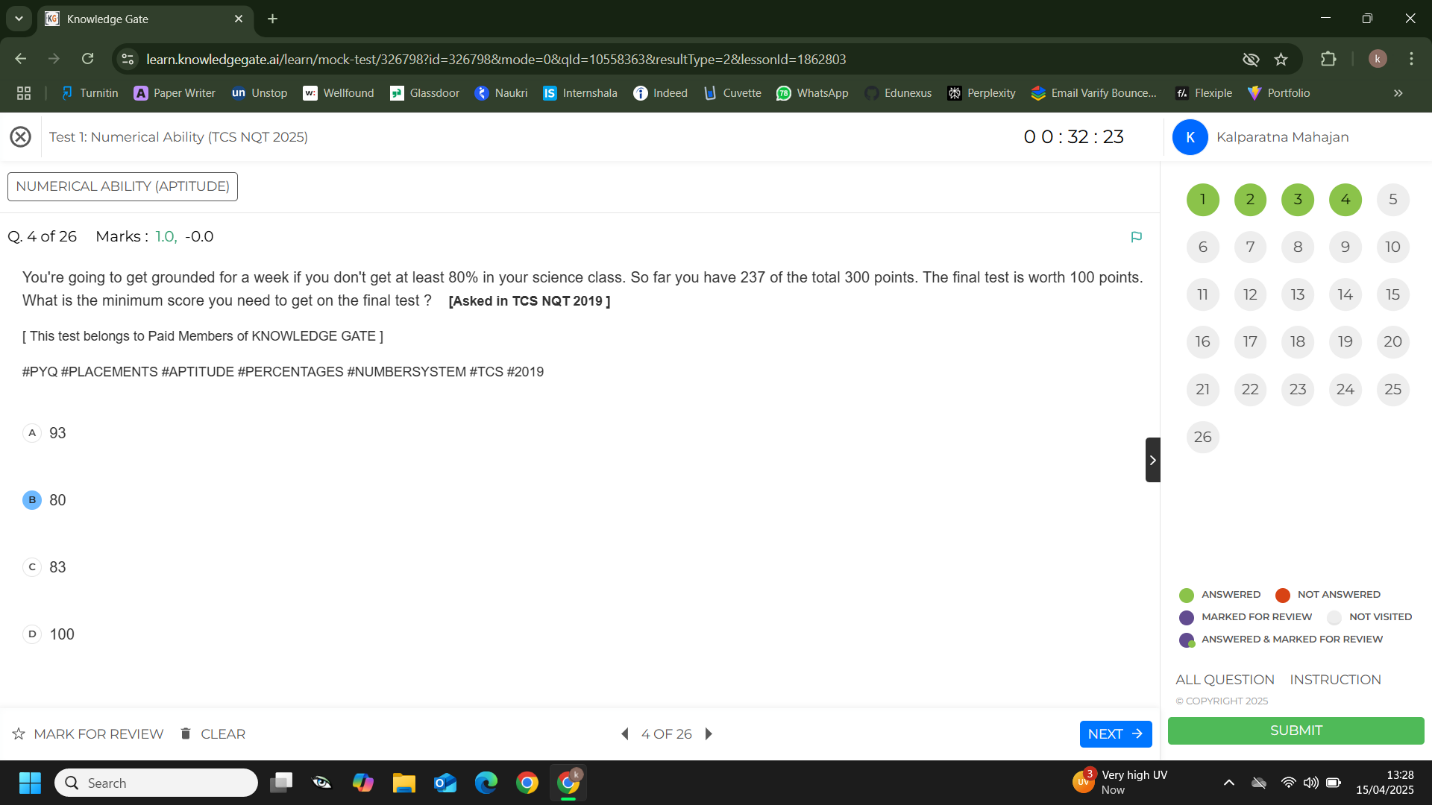 Knowledge Gate
learn.knowledgegate.ai/learn/mock-test/326798?id=326798&mode=0&qId=10558363&resultType=2&lessonId=1862803
k
Turnitin
A Paper Writer
un Unstop
w: Wellfound
Glassdoor
Naukri
IS Internshala
Indeed
Cuvette
78 WhatsApp
Edunexus
Perplexity
Email Varify Bounce...
f/. Flexiple
Portfolio
Test 1: Numerical Ability (TCS NQT 2025)
0 0 : 32 : 23
K Kalparatna Mahajan
NUMERICAL ABILITY (APTITUDE)
Q. 4 of 26 Marks : 1.0, -0.0
You're going to get grounded for a week if you don't get at least 80% in your science class. So far you have 237 of the total 300 points. The final test is worth 100 points.
What is the minimum score you need to get on the final test ? [Asked in TCS NQT 2019 ]
[ This test belongs to Paid Members of KNOWLEDGE GATE ]
#PYQ #PLACEMENTS #APTITUDE #PERCENTAGES #NUMBERSYSTEM #TCS #2019
A 93
B 80
C 83
D 100
1 2 3 4 5
6 7 8 9 10
11 12 13 14 15
16 17 18 19 20
21 22 23 24 25
26
ANSWERED NOT ANSWERED
MARKED FOR REVIEW NOT VISITED
ANSWERED & MARKED FOR REVIEW
ALL QUESTION INSTRUCTION
© COPYRIGHT 2025
SUBMIT
MARK FOR REVIEW CLEAR
4 OF 26
NEXT
Search
UV 3
Very high UV
Now
13:28
15/04/2025